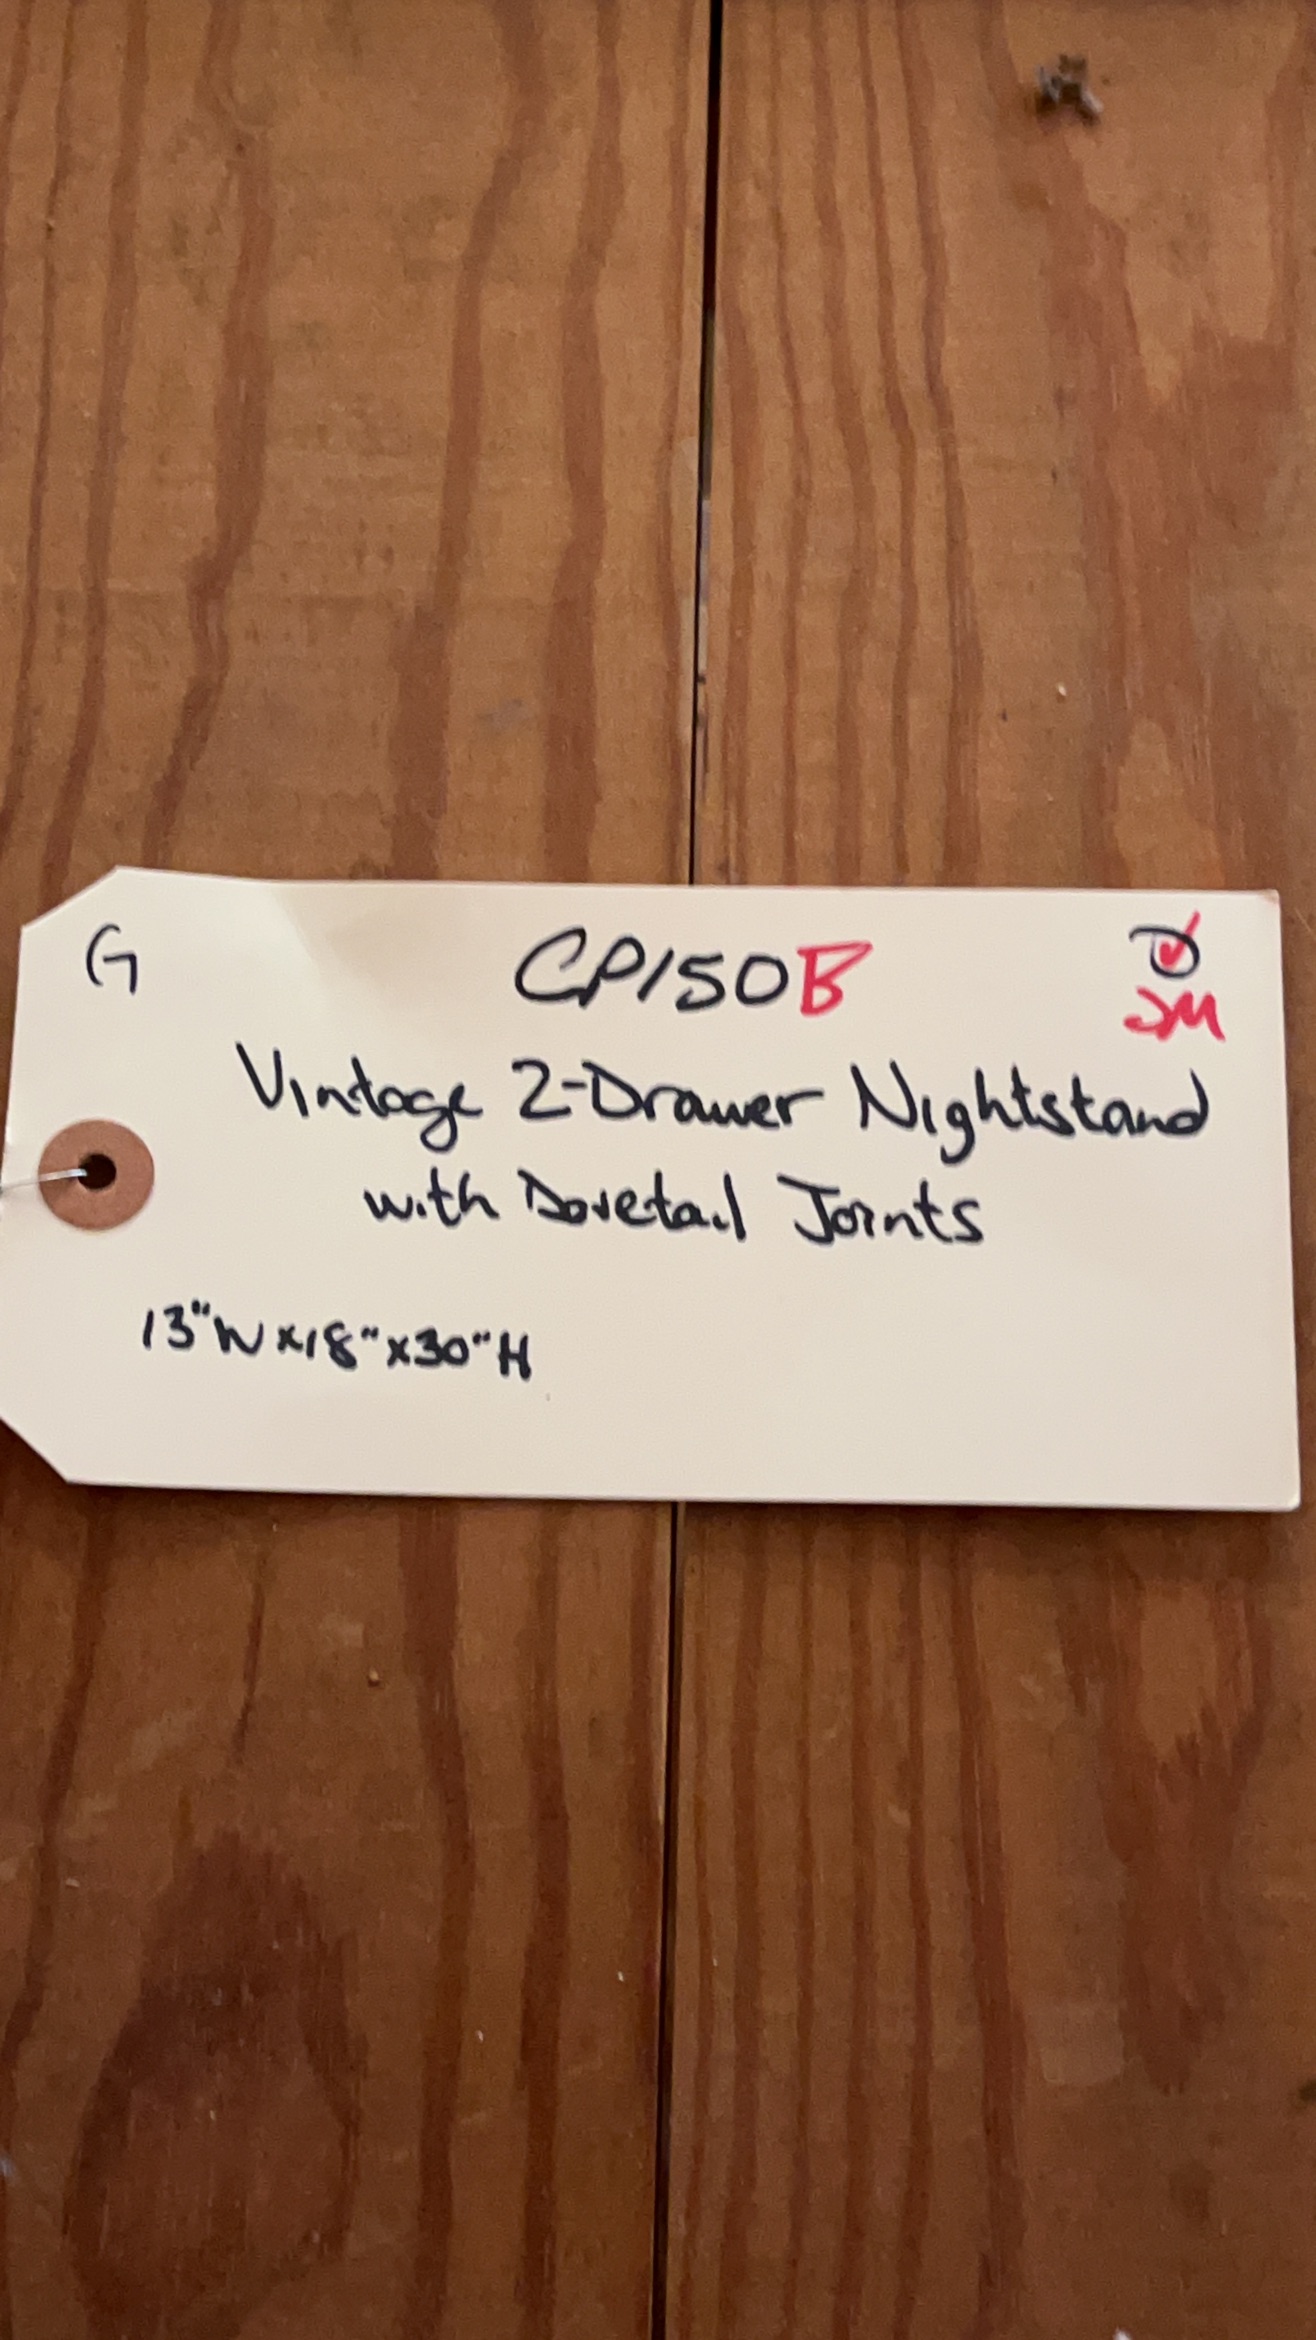 G CP150B D✓
JM
Vintage 2-Drawer Nightstand
with Dovetail Joints
13"W x 18" x 30"H